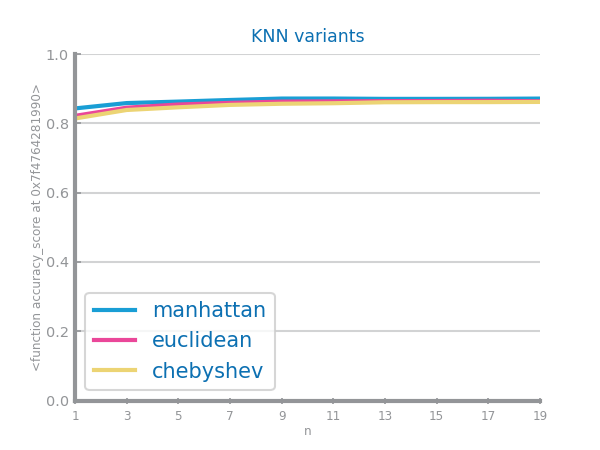 KNN variants
<function accuracy_score at 0x7f4764281990>
1.0
0.8
0.6
0.4
0.2
0.0
manhattan
euclidean
chebyshev
1 3 5 7 9 11 13 15 17 19
n